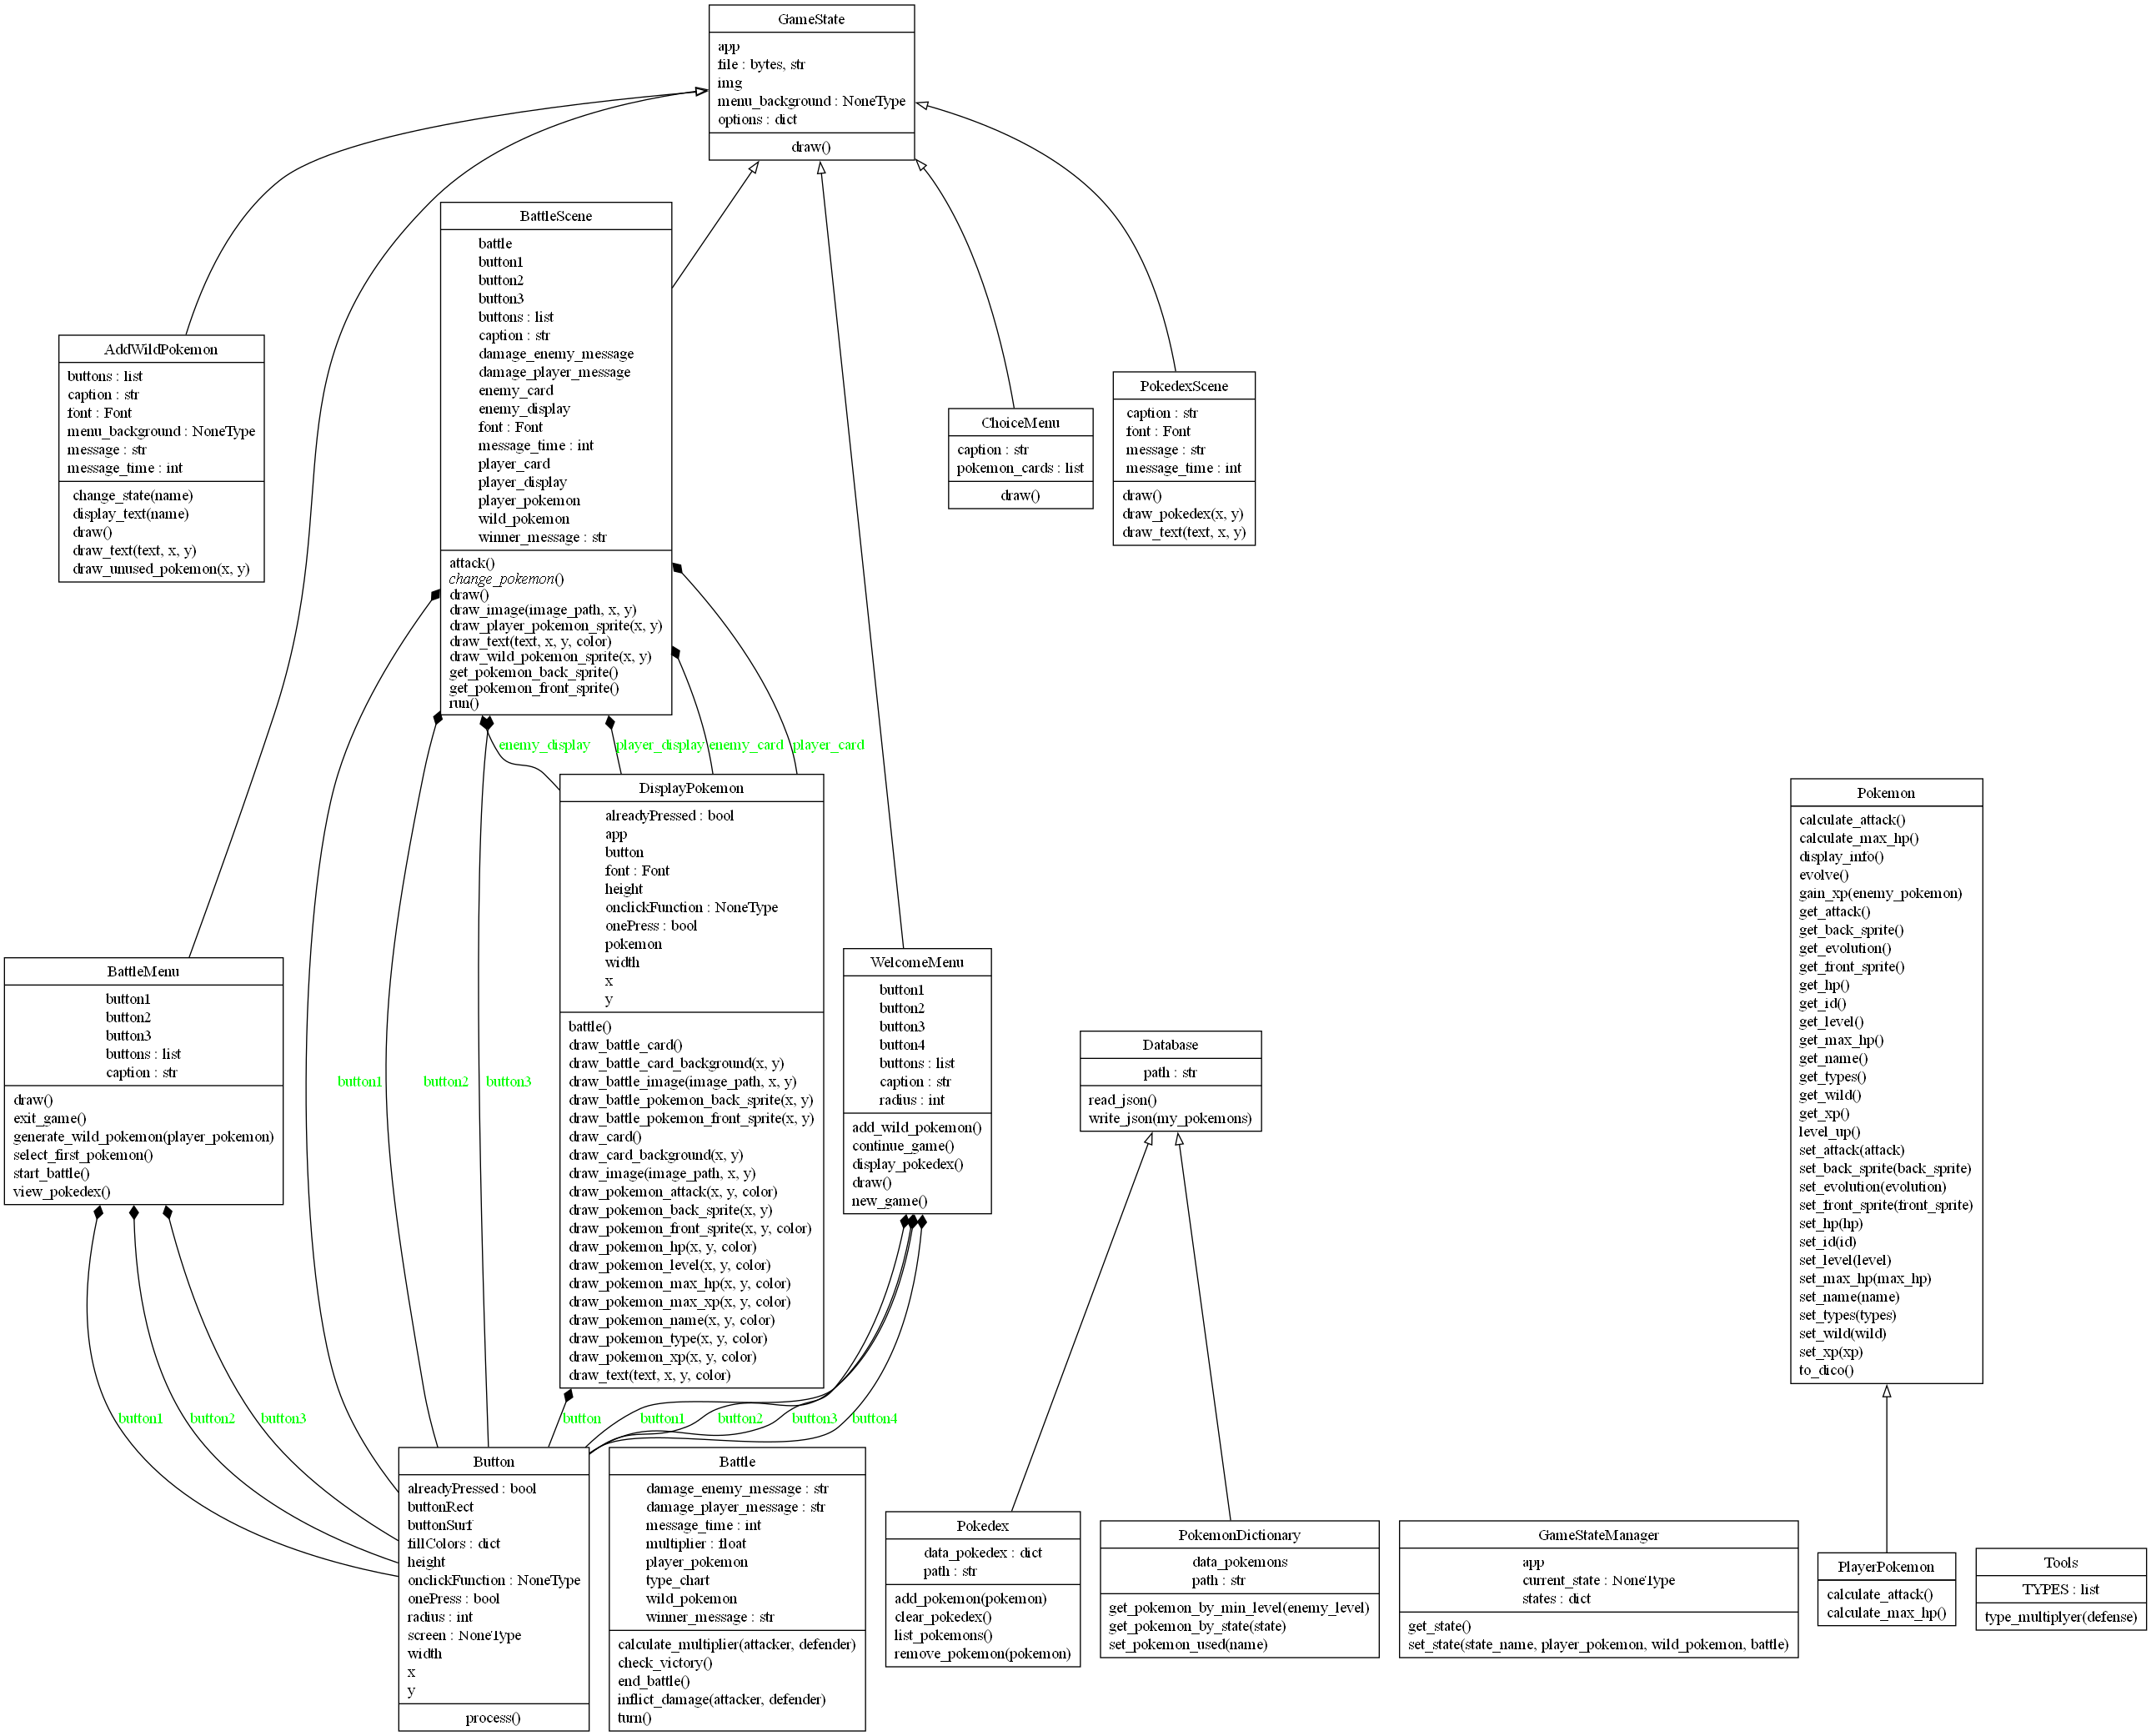 GameState
app
file : bytes, str
img
menu_background : NoneType
options : dict
draw()
BattleScene
battle
button1
button2
button3
buttons : list
caption : str
damage_enemy_message
damage_player_message
enemy_card
enemy_display
font : Font
message_time : int
player_card
player_display
player_pokemon
wild_pokemon
winner_message : str
attack()
change_pokemon()
draw()
draw_image(image_path, x, y)
draw_player_pokemon_sprite(x, y)
draw_text(text, x, y, color)
draw_wild_pokemon_sprite(x, y)
get_pokemon_back_sprite()
get_pokemon_front_sprite()
run()
AddWildPokemon
buttons : list
caption : str
font : Font
menu_background : NoneType
message : str
message_time : int
change_state(name)
display_text(name)
draw()
draw_text(text, x, y)
draw_unused_pokemon(x, y)
ChoiceMenu
caption : str
pokemon_cards : list
draw()
PokedexScene
caption : str
font : Font
message : str
message_time : int
draw()
draw_pokedex(x, y)
draw_text(text, x, y)
enemy_display
player_display
enemy_card
player_card
DisplayPokemon
alreadyPressed : bool
app
button
font : Font
height
onclickFunction : NoneType
onePress : bool
pokemon
width
x
y
battle()
draw_battle_card()
draw_battle_card_background(x, y)
draw_battle_image(image_path, x, y)
draw_battle_pokemon_back_sprite(x, y)
draw_battle_pokemon_front_sprite(x, y)
draw_card()
draw_card_background(x, y)
draw_image(image_path, x, y)
draw_pokemon_attack(x, y, color)
draw_pokemon_back_sprite(x, y)
draw_pokemon_front_sprite(x, y, color)
draw_pokemon_hp(x, y, color)
draw_pokemon_level(x, y, color)
draw_pokemon_max_hp(x, y, color)
draw_pokemon_max_xp(x, y, color)
draw_pokemon_name(x, y, color)
draw_pokemon_type(x, y, color)
draw_pokemon_xp(x, y, color)
draw_text(text, x, y, color)
Pokemon
calculate_attack()
calculate_max_hp()
display_info()
evolve()
gain_xp(enemy_pokemon)
get_attack()
get_back_sprite()
get_evolution()
get_front_sprite()
get_hp()
get_id()
get_level()
get_max_hp()
get_name()
get_types()
get_wild()
get_xp()
level_up()
set_attack(attack)
set_back_sprite(back_sprite)
set_evolution(evolution)
set_front_sprite(front_sprite)
set_hp(hp)
set_id(id)
set_level(level)
set_max_hp(max_hp)
set_name(name)
set_types(types)
set_wild(wild)
set_xp(xp)
to_dico()
BattleMenu
button1
button2
button3
buttons : list
caption : str
draw()
exit_game()
generate_wild_pokemon(player_pokemon)
select_first_pokemon()
start_battle()
view_pokedex()
button1
button2
button3
WelcomeMenu
button1
button2
button3
button4
buttons : list
caption : str
radius : int
add_wild_pokemon()
continue_game()
display_pokedex()
draw()
new_game()
Database
path : str
read_json()
write_json(my_pokemons)
button1
button2
button3
button
button1
button2
button3
button4
Button
alreadyPressed : bool
buttonRect
buttonSurf
fillColors : dict
height
onclickFunction : NoneType
onePress : bool
radius : int
screen : NoneType
width
x
y
process()
Battle
damage_enemy_message : str
damage_player_message : str
message_time : int
multiplier : float
player_pokemon
type_chart
wild_pokemon
winner_message : str
calculate_multiplier(attacker, defender)
check_victory()
end_battle()
inflict_damage(attacker, defender)
turn()
Pokedex
data_pokedex : dict
path : str
add_pokemon(pokemon)
clear_pokedex()
list_pokemons()
remove_pokemon(pokemon)
PokemonDictionary
data_pokemons
path : str
get_pokemon_by_min_level(enemy_level)
get_pokemon_by_state(state)
set_pokemon_used(name)
GameStateManager
app
current_state : NoneType
states : dict
get_state()
set_state(state_name, player_pokemon, wild_pokemon, battle)
PlayerPokemon
calculate_attack()
calculate_max_hp()
Tools
TYPES : list
type_multiplyer(defense)